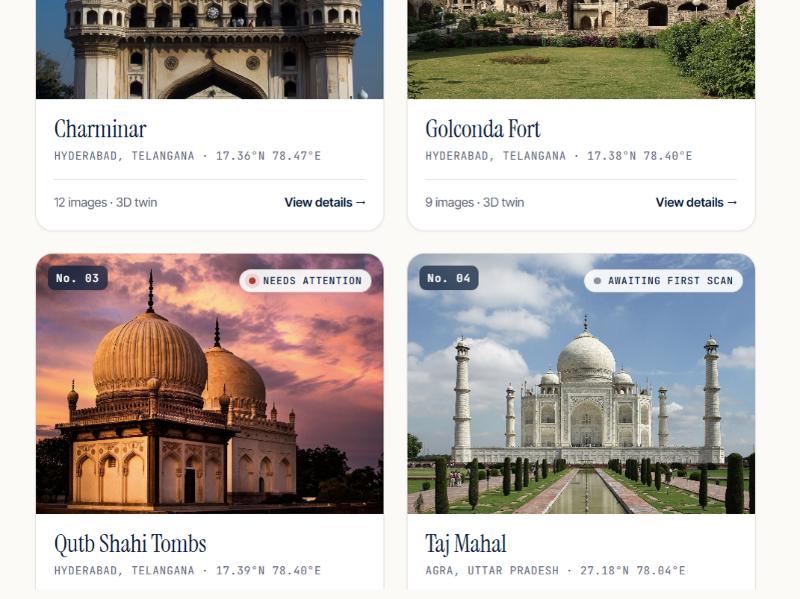 Charminar
HYDERABAD, TELANGANA · 17.36°N 78.47°E
12 images · 3D twin
View details →
Golconda Fort
HYDERABAD, TELANGANA · 17.38°N 78.40°E
9 images · 3D twin
View details →
No. 03
NEEDS ATTENTION
Qutb Shahi Tombs
HYDERABAD, TELANGANA · 17.39°N 78.40°E
No. 04
AWAITING FIRST SCAN
Taj Mahal
AGRA, UTTAR PRADESH · 27.18°N 78.04°E